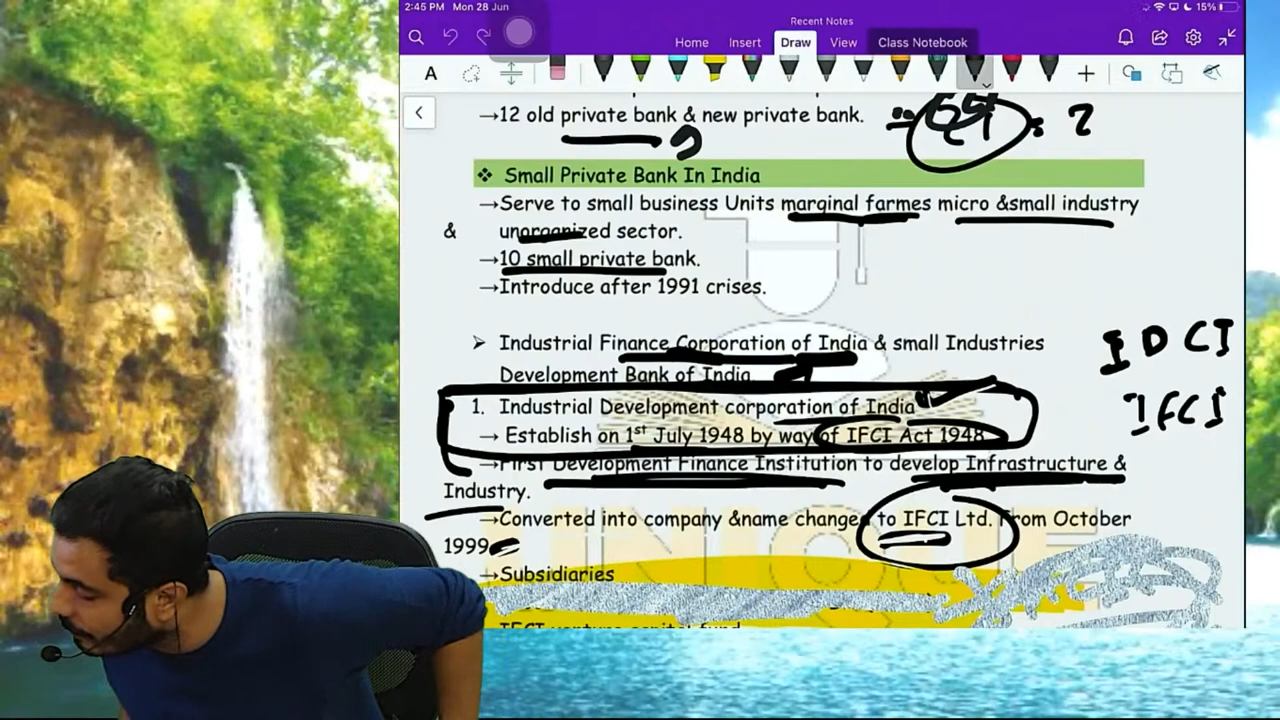 2:45 PM Mon 28 Jun
15%
Recent Notes
Home Insert Draw View Class Notebook
A
→12 old private bank & new private bank.
: 2
❖ Small Private Bank In India
→Serve to small business Units marginal farmes micro &small industry
& unorganized sector.
→10 small private bank.
→Introduce after 1991 crises.
➢ Industrial Finance Corporation of India & small Industries
Development Bank of India
IDCI
1. Industrial Development corporation of India
IFCI
→ Establish on 1st July 1948 by way of IFCI Act 1948
→First Development Finance Institution to develop Infrastructure &
Industry.
→Converted into company &name changed to IFCI Ltd. From October
1999
→Subsidiaries
IFCI venture capital fund